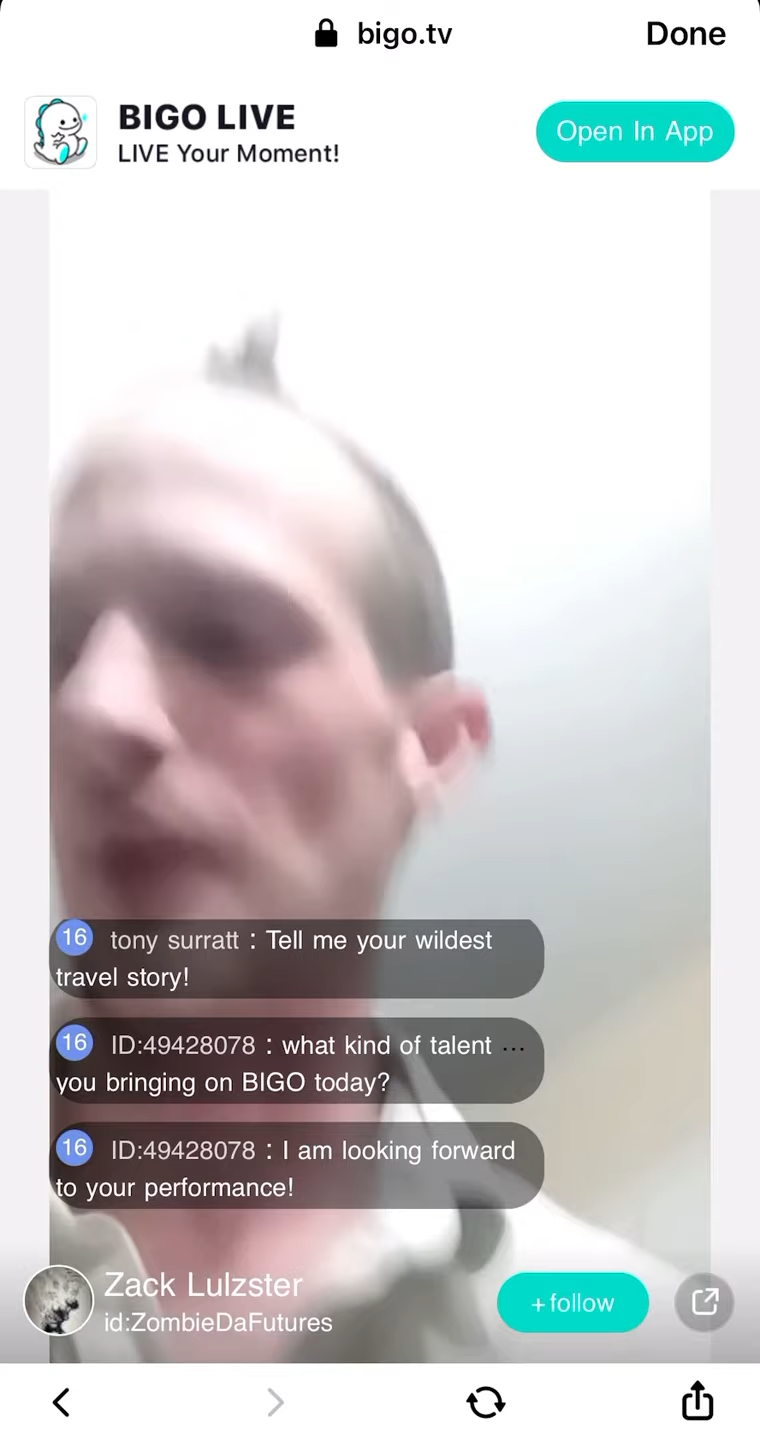 bigo.tv
Done
BIGO LIVE
LIVE Your Moment!
Open In App
16 tony surratt : Tell me your wildest
travel story!
16 ID:49428078 : what kind of talent ...
you bringing on BIGO today?
16 ID:49428078 : I am looking forward
to your performance!
Zack Lulzster
id:ZombieDaFutures
+follow